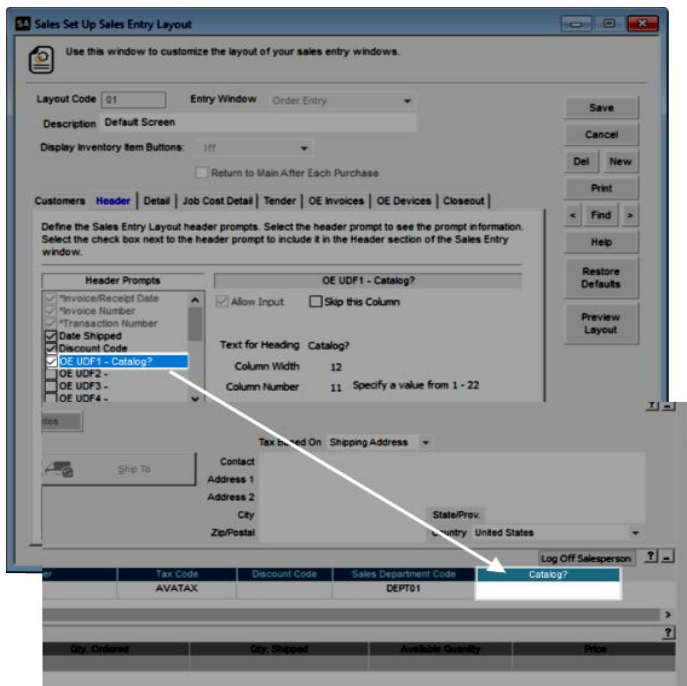 SA Sales Set Up Sales Entry Layout
Use this window to customize the layout of your sales entry windows.
Layout Code 01 Entry Window Order Entry
Save
Description Default Screen
Cancel
Display Inventory Item Buttons: Off
Del New
Return to Main After Each Purchase
Print
Customers Header Detail Job Cost Detail Tender OE Invoices OE Devices Closeout
< Find >
Define the Sales Entry Layout header prompts. Select the header prompt to see the prompt information.
Select the check box next to the header prompt to include it in the Header section of the Sales Entry
window.
Help
Header Prompts OE UDF1 - Catalog?
Restore
Defaults
*Invoice/Receipt Date Allow Input Skip this Column
*Invoice Number
*Transaction Number
Preview
Layout
Date Shipped
Discount Code Text for Heading Catalog?
OE UDF1 - Catalog?
OE UDF2 - Column Width 12
OE UDF3 - Column Number 11 Specify a value from 1 - 22
OE UDF4 -
? -
Tax Based On Shipping Address
Ship To Contact
Address 1
Address 2
City State/Prov.
Zip/Postal Country United States
Log Off Salesperson ? -
er Tax Code Discount Code Sales Department Code Catalog?
AVATAX DEPT01
>
?
Qty. Ordered Qty. Shipped Available Quantity Price